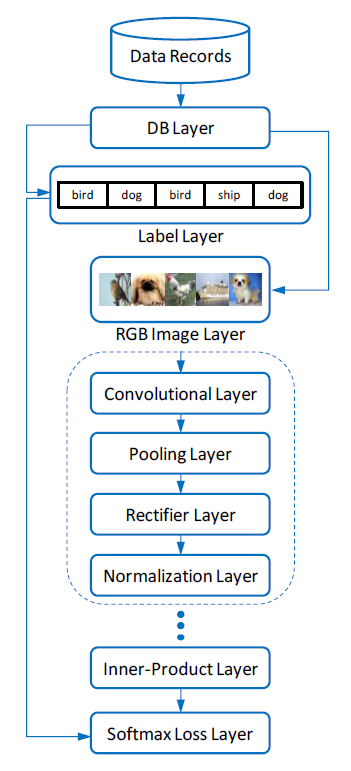 Data Records
DB Layer
bird dog bird ship dog
Label Layer
RGB Image Layer
Convolutional Layer
Pooling Layer
Rectifier Layer
Normalization Layer
Inner-Product Layer
Softmax Loss Layer